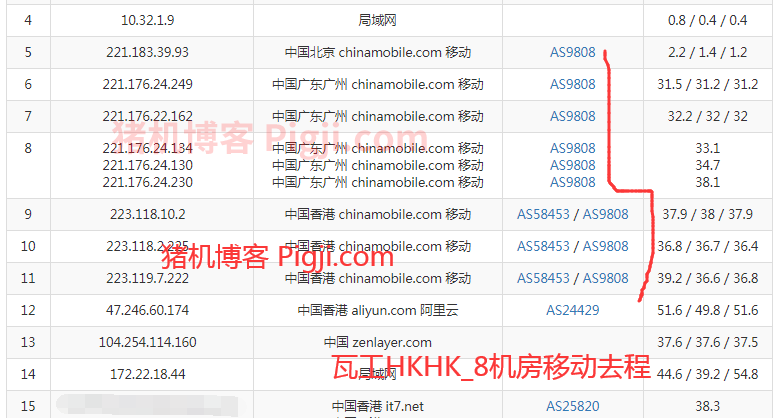 4 10.32.1.9 局域网 0.8 / 0.4 / 0.4
5 221.183.39.93 中国北京 chinamobile.com 移动 AS9808 2.2 / 1.4 / 1.2
6 221.176.24.249 中国广东广州 chinamobile.com 移动 AS9808 31.5 / 31.2 / 31.2
7 221.176.22.162 中国广东广州 chinamobile.com 移动 AS9808 32.2 / 32 / 32
猪机博客 Pigji.com
8 221.176.24.134 中国广东广州 chinamobile.com 移动 AS9808 33.1
221.176.24.130 中国广东广州 chinamobile.com 移动 AS9808 34.7
221.176.24.230 中国广东广州 chinamobile.com 移动 AS9808 38.1
9 223.118.10.2 中国香港 chinamobile.com 移动 AS58453 / AS9808 37.9 / 38 / 37.9
10 223.118.2.225 中国香港 chinamobile.com 移动 AS58453 / AS9808 36.8 / 36.7 / 36.4
猪机博客 Pigji.com
11 223.119.7.222 中国香港 chinamobile.com 移动 AS58453 / AS9808 39.2 / 36.6 / 36.8
12 47.246.60.174 中国香港 aliyun.com 阿里云 AS24429 51.6 / 49.8 / 51.6
13 104.254.114.160 中国 zenlayer.com 37.6 / 37.6 / 37.5
瓦工HKHK_8机房移动去程
14 172.22.18.44 局域网 44.6 / 39.2 / 54.8
15 中国香港 it7.net AS25820 38.3